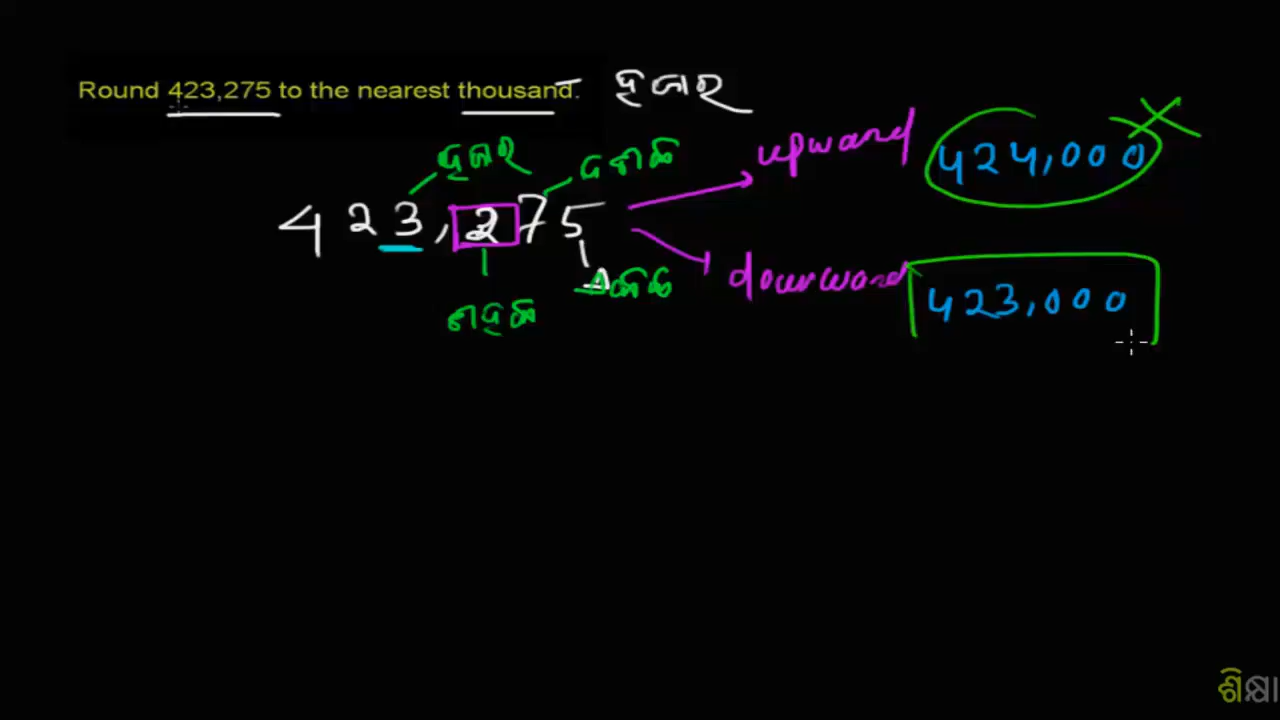 Round 423,275 to the nearest thousand. ହଜାର
ହଜାର
ଦଶକ
upward
424,000
423,275
ଶହକ
ଏକକ
downward
423,000
ଶିକ୍ଷା